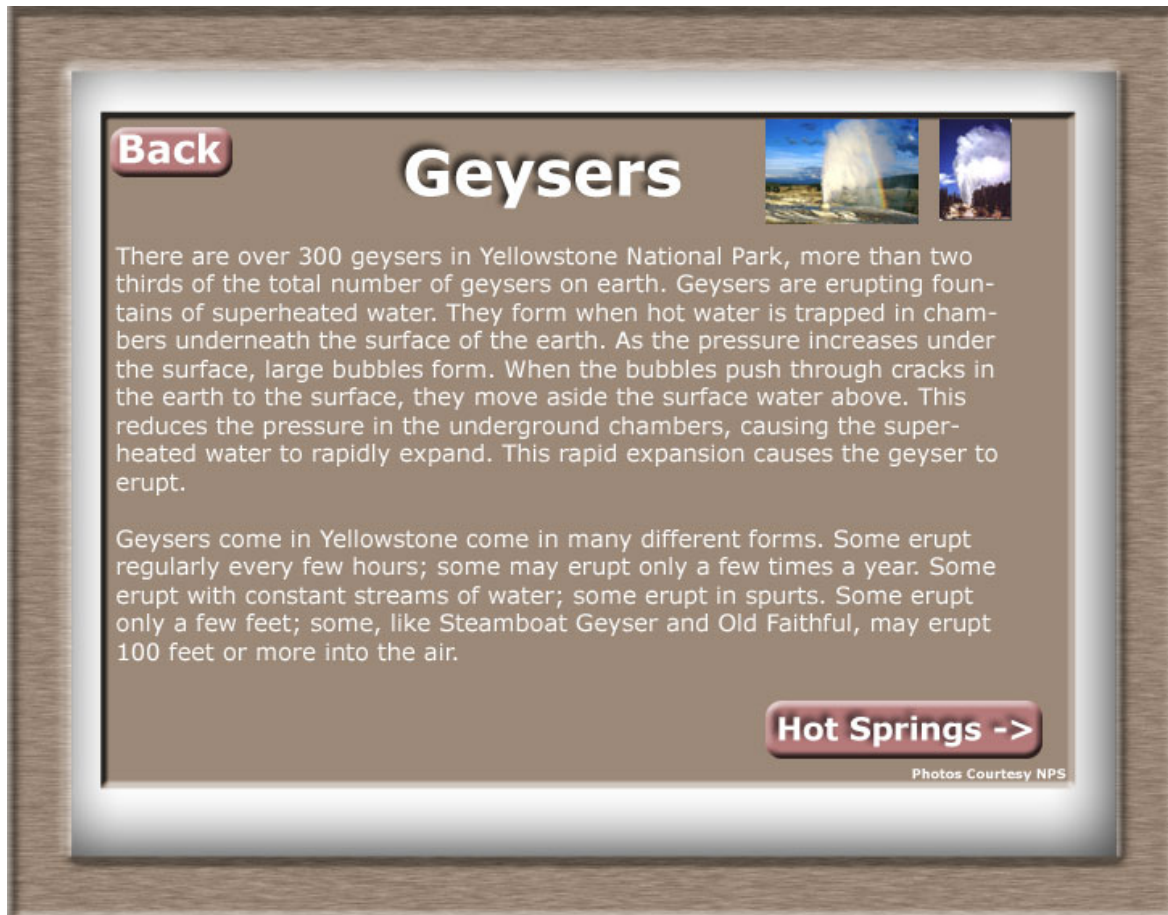 Back
Geysers
There are over 300 geysers in Yellowstone National Park, more than two
thirds of the total number of geysers on earth. Geysers are erupting foun-
tains of superheated water. They form when hot water is trapped in cham-
bers underneath the surface of the earth. As the pressure increases under
the surface, large bubbles form. When the bubbles push through cracks in
the earth to the surface, they move aside the surface water above. This
reduces the pressure in the underground chambers, causing the super-
heated water to rapidly expand. This rapid expansion causes the geyser to
erupt.
Geysers come in Yellowstone come in many different forms. Some erupt
regularly every few hours; some may erupt only a few times a year. Some
erupt with constant streams of water; some erupt in spurts. Some erupt
only a few feet; some, like Steamboat Geyser and Old Faithful, may erupt
100 feet or more into the air.
Hot Springs ->
Photos Courtesy NPS